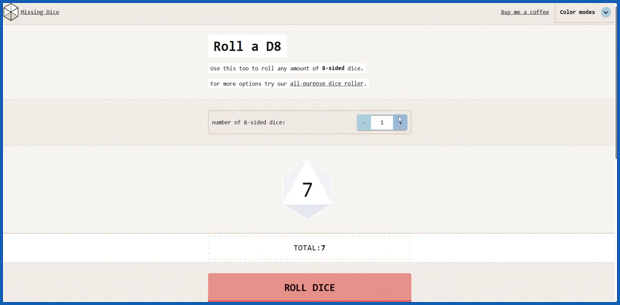 Missing Dice
Buy me a coffee
Color modes
Roll a D8
Use this too to roll any amount of 8-sided dice.
For more options try our all-purpose dice roller.
number of 8-sided dice:
- 1 +
7
TOTAL:7
ROLL DICE